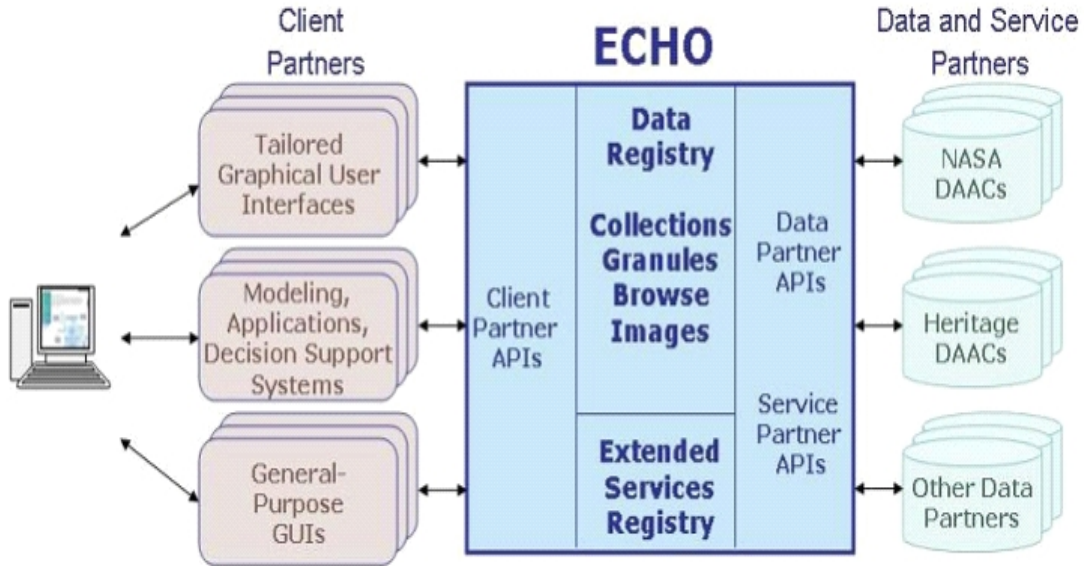 Client
Partners
ECHO
Data and Service
Partners
Tailored
Graphical User
Interfaces
Modeling,
Applications,
Decision Support
Systems
General-
Purpose
GUIs
Client
Partner
APIs
Data
Registry
Collections
Granules
Browse
Images
Extended
Services
Registry
Data
Partner
APIs
Service
Partner
APIs
NASA
DAACs
Heritage
DAACs
Other Data
Partners